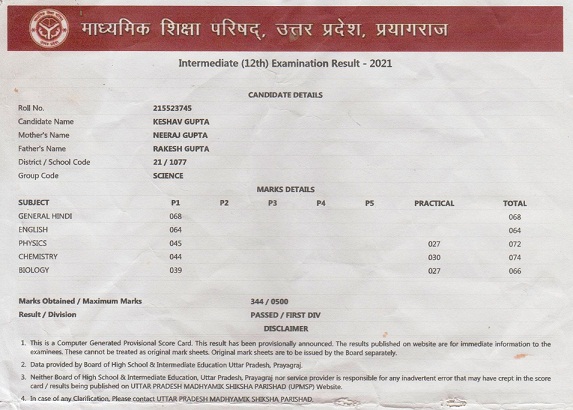 माध्यमिक शिक्षा परिषद्, उत्तर प्रदेश, प्रयागराज
Intermediate (12th) Examination Result - 2021
CANDIDATE DETAILS
Roll No. 215523745
Candidate Name KESHAV GUPTA
Mother's Name NEERAJ GUPTA
Father's Name RAKESH GUPTA
District / School Code 21 / 1077
Group Code SCIENCE
MARKS DETAILS
SUBJECT P1 P2 P3 P4 P5 PRACTICAL TOTAL
GENERAL HINDI 068 068
ENGLISH 064 064
PHYSICS 045 027 072
CHEMISTRY 044 030 074
BIOLOGY 039 027 066
Marks Obtained / Maximum Marks 344 / 0500
Result / Division PASSED / FIRST DIV
DISCLAIMER
1. This is a Computer Generated Provisional Score Card. This result has been provisionally announced. The results published on website are for immediate information to the
examinees. These cannot be treated as original mark sheets. Original mark sheets are to be issued by the Board separately.
2. Data provided by Board of High School & Intermediate Education, Uttar Pradesh, Prayagraj.
3. Neither Board of High School & Intermediate Education, Uttar Pradesh, Prayagraj nor service provider is responsible for any inadvertent error that may have crept in the score
card / results being published on UTTAR PRADESH MADHYAMIK SHIKSHA PARISHAD (UPMSP) Website.
4. In case of any Clarification, Please contact UTTAR PRADESH MADHYAMIK SHIKSHA PARISHAD.